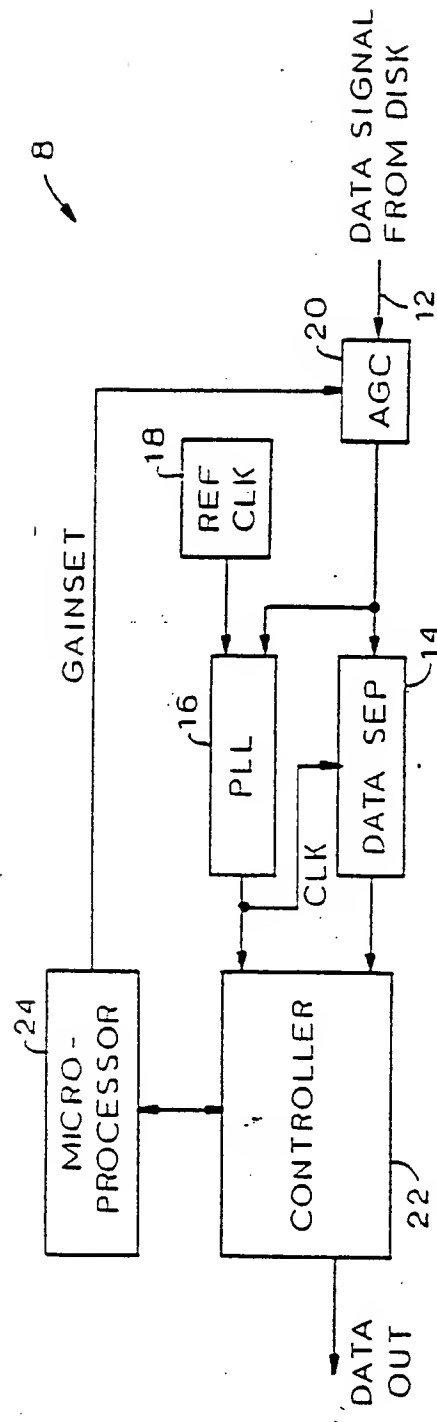 8
24
MICRO-
PROCESSOR
GAINSET
18
REF
CLK
20
AGC
12
DATA SIGNAL
FROM DISK
16
PLL
CLK
14
DATA SEP
CONTROLLER
22
DATA
OUT